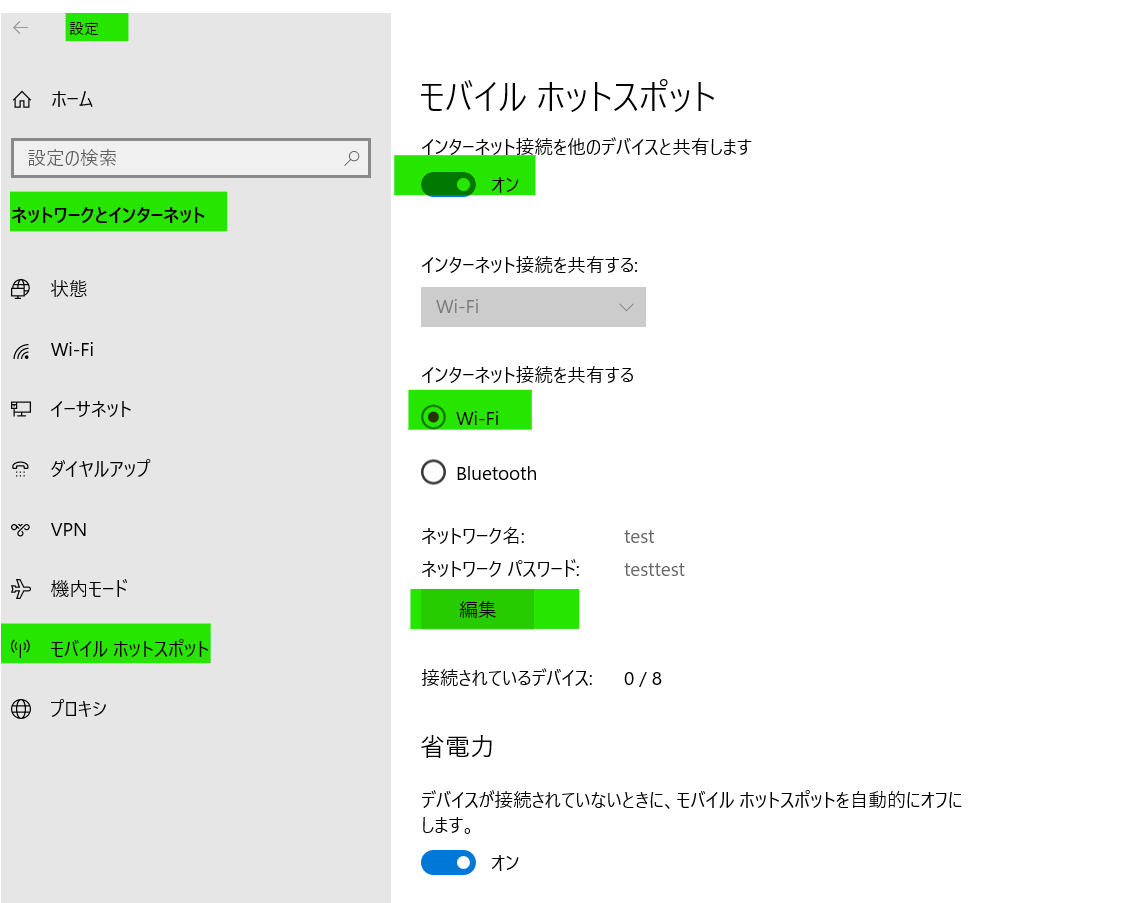 設定
ホーム
設定の検索
ネットワークとインターネット
状態
Wi-Fi
イーサネット
ダイヤルアップ
VPN
機内モード
モバイル ホットスポット
プロキシ
モバイル ホットスポット
インターネット接続を他のデバイスと共有します
オン
インターネット接続を共有する:
Wi-Fi
インターネット接続を共有する
Wi-Fi
Bluetooth
ネットワーク名: test
ネットワーク パスワード: testtest
編集
接続されているデバイス: 0 / 8
省電力
デバイスが接続されていないときに、モバイル ホットスポットを自動的にオフに
します。
オン